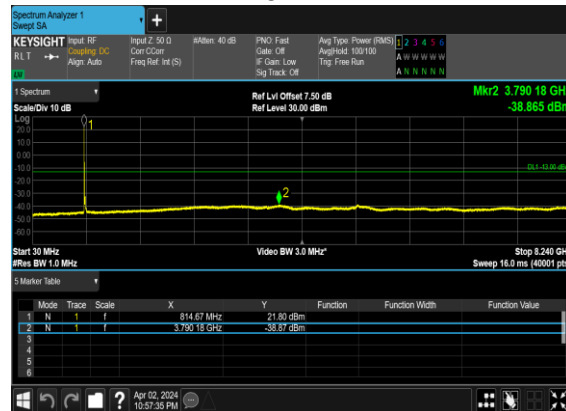 Spectrum Analyzer 1
Swept SA
+
KEYSIGHT Input: RF Input Z: 50 Ω #Atten: 40 dB PNO: Fast Avg Type: Power (RMS) 1 2 3 4 5 6
RLT Coupling: DC Corr CCorr Gate: Off Avg|Hold: 100/100 A W W W W W
Align: Auto Freq Ref: Int (S) IF Gain: Low Trig: Free Run
LXI Sig Track: Off A N N N N N
1 Spectrum Ref Lvl Offset 7.50 dB Mkr2 3.790 18 GH
Scale/Div 10 dB Ref Level 30.00 dBm -38.865 dBm
Log
1
20.0
10.0
0.00
-10.0
DL1 -13.00 dB
-20.0
-30.0
2
-40.0
-50.0
-60.0
Start 30 MHz Video BW 3.0 MHz* Stop 8.240 GH
#Res BW 1.0 MHz Sweep 16.0 ms (40001 pts
5 Marker Table
Mode Trace Scale X Y Function Function Width Function Value
1 N 1 f 814.67 MHz 21.80 dBm
2 N 1 f 3.790 18 GHz -38.87 dBm
3
4
5
6
? Apr 02, 2024
10:57:35 PM